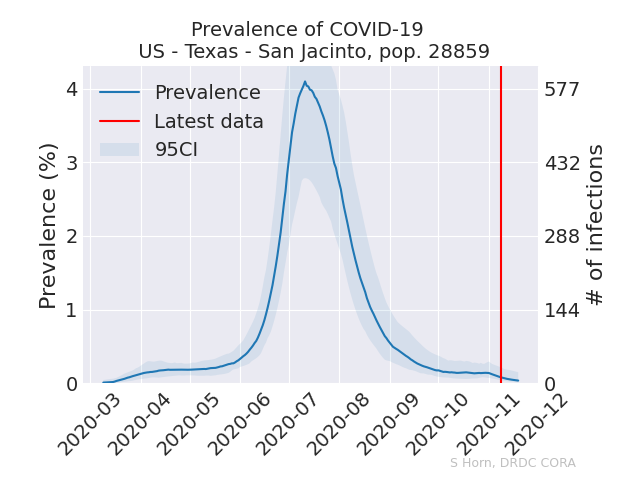 Prevalence of COVID-19
US - Texas - San Jacinto, pop. 28859
Prevalence
Latest data
95CI
Prevalence (%)
4
3
2
1
0
577
432
288
144
0
# of infections
2020-03
2020-04
2020-05
2020-06
2020-07
2020-08
2020-09
2020-10
2020-11
2020-12
S Horn, DRDC CORA